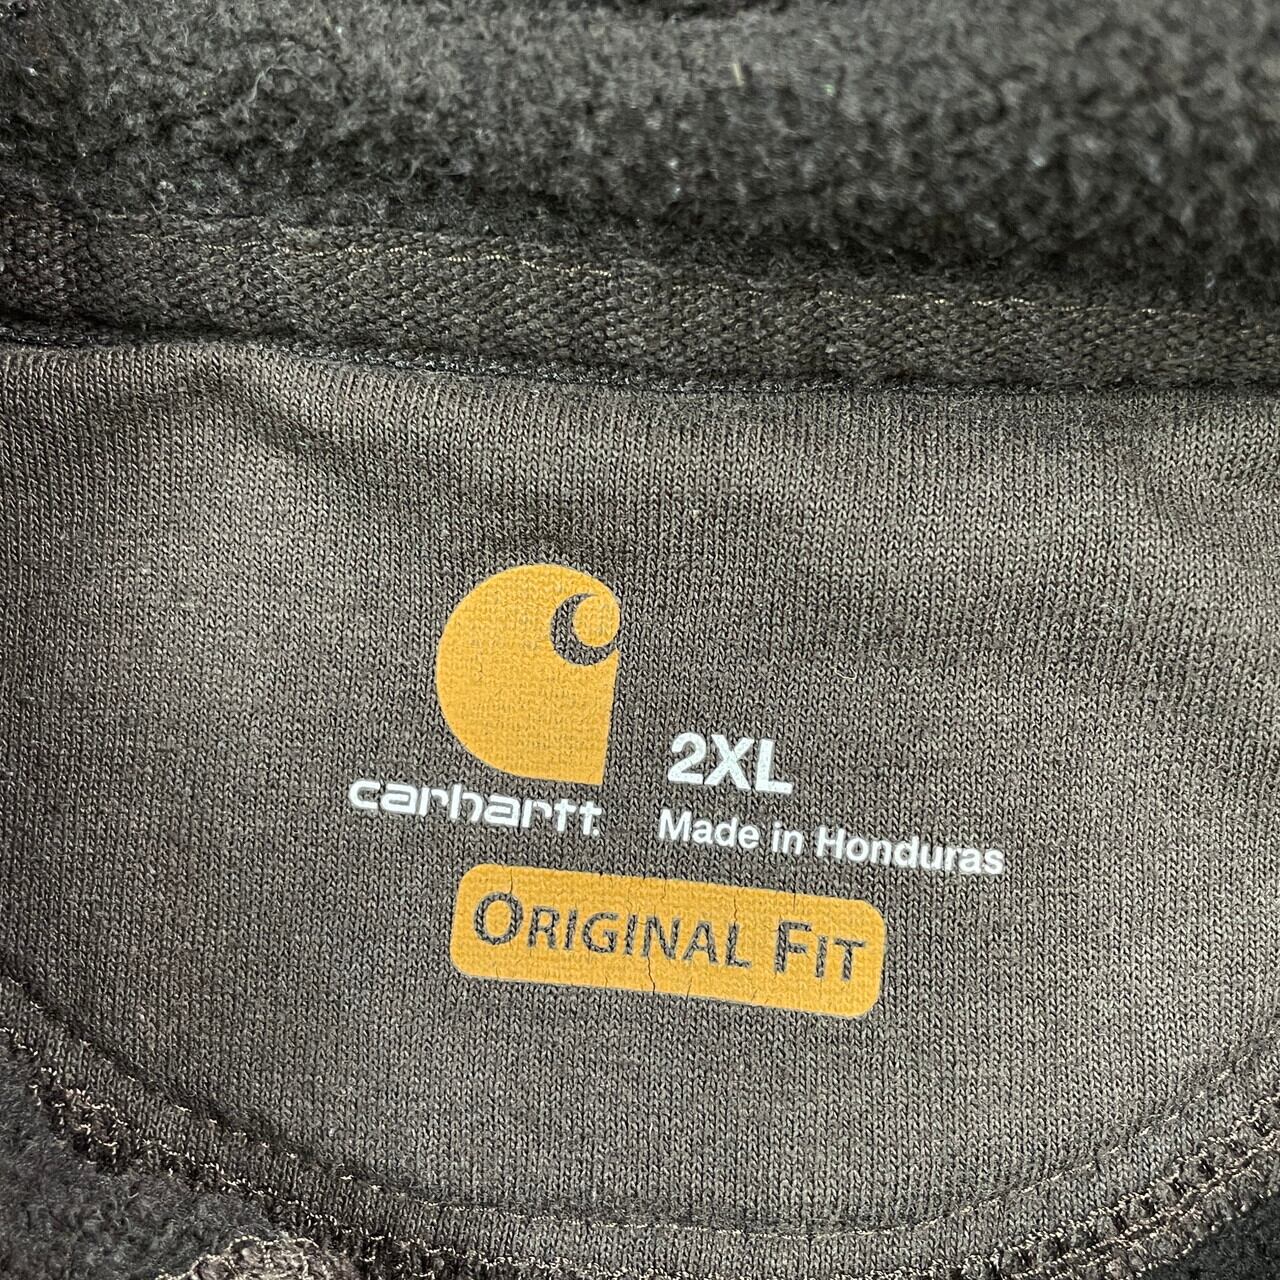 carhartt
2XL
Made in Honduras
ORIGINAL FIT